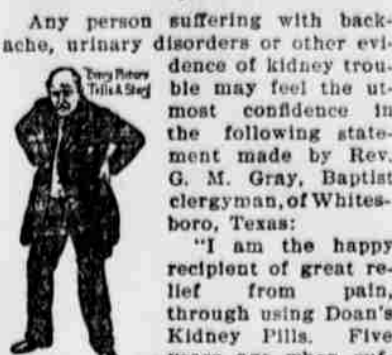 Any person suffering with back-
ache, urinary disorders or other evi-
Every Picture
Tells A Story
dence of kidney trou-
ble may feel the ut-
most confidence in
the following state-
ment made by Rev.
G. M. Gray, Baptist
clergyman, of Whites-
boro, Texas:
"I am the happy
recipient of great re-
lief from pain,
through using Doan's
Kidney Pills. Five